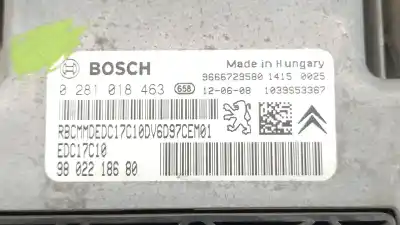 BOSCH
Made in Hungary
9666729580 1415 0025
0 281 018 463 658 12-06-08 1039S53367
RBCMMDEDC17C10DV6D97CEM01
EDC17C10
98 022 186 80